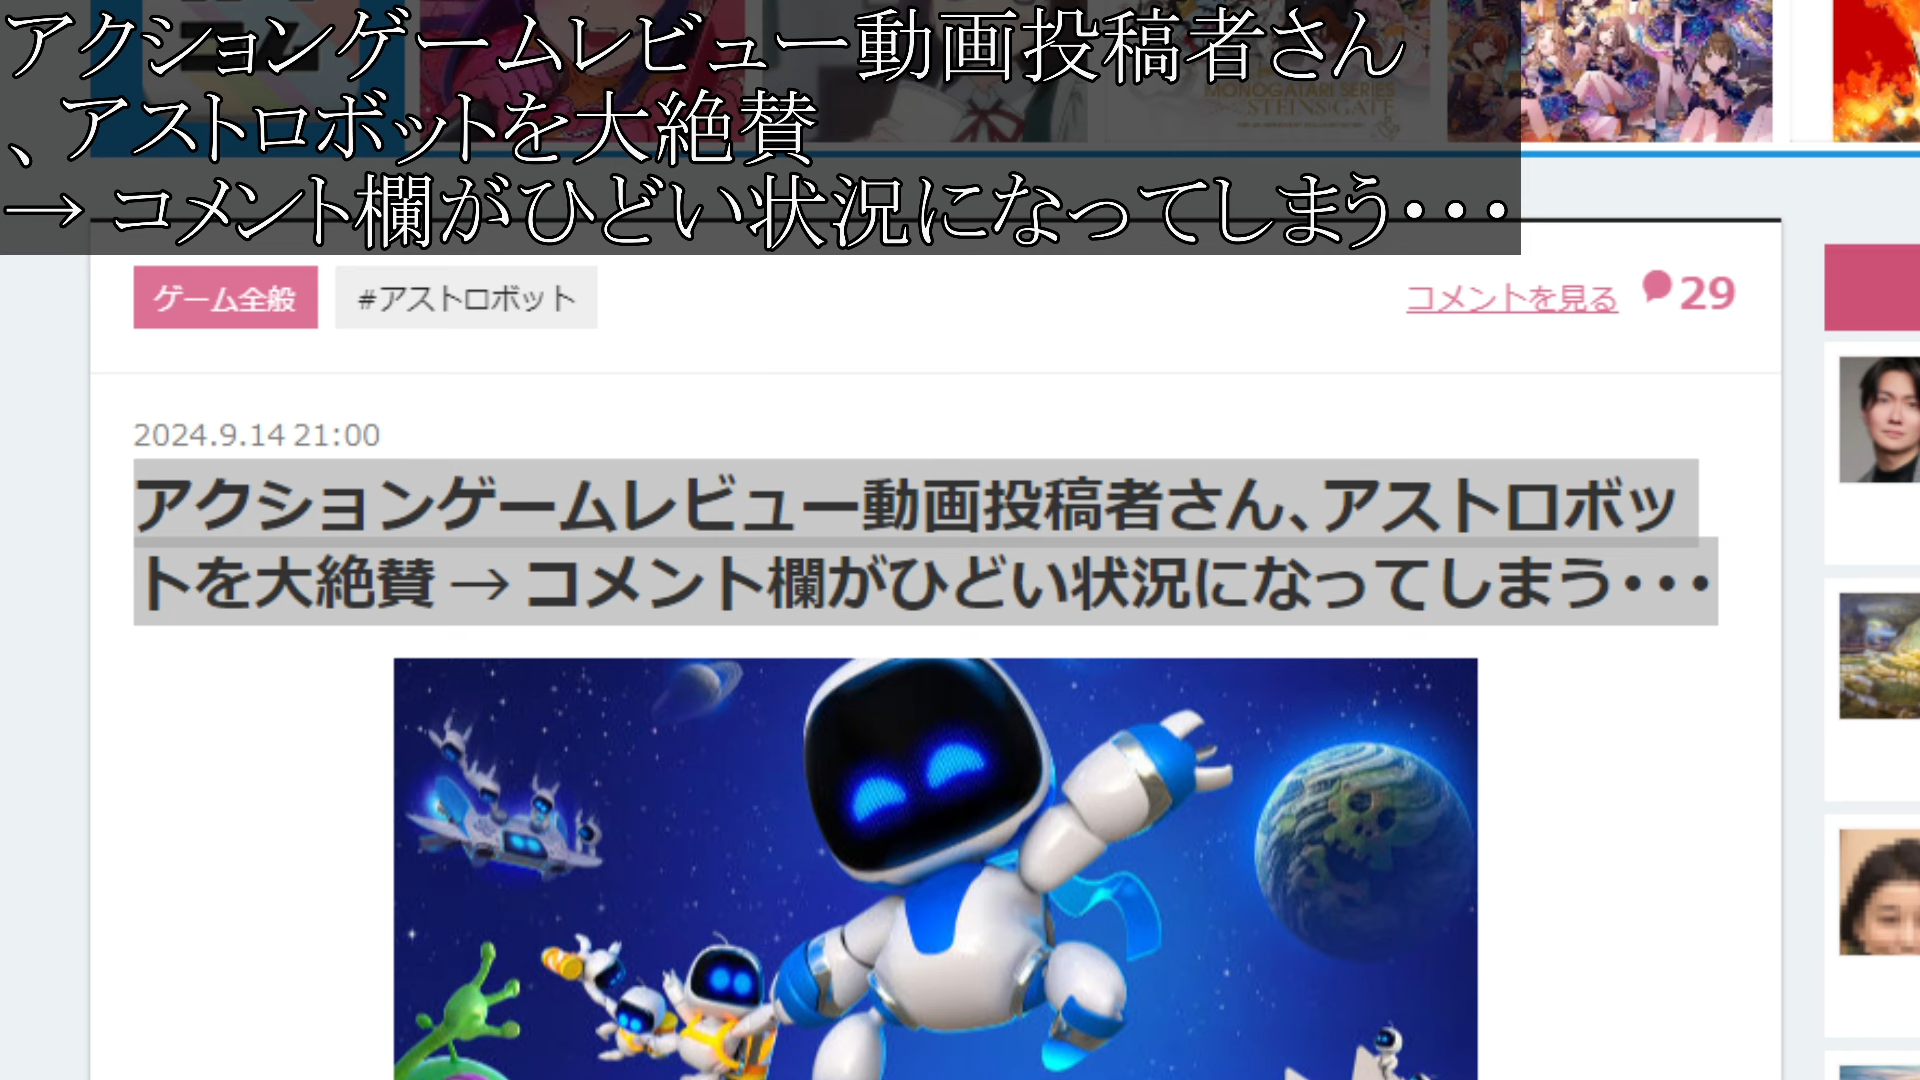 アクションゲームレビュー動画投稿者さん
、アストロボットを大絶賛
→ コメント欄がひどい状況になってしまう・・・
MONOGATARI SERIES
STEINS;GATE
ゲーム全般
#アストロボット
コメントを見る
29
2024.9.14 21:00
アクションゲームレビュー動画投稿者さん、アストロボッ
トを大絶賛 → コメント欄がひどい状況になってしまう・・・